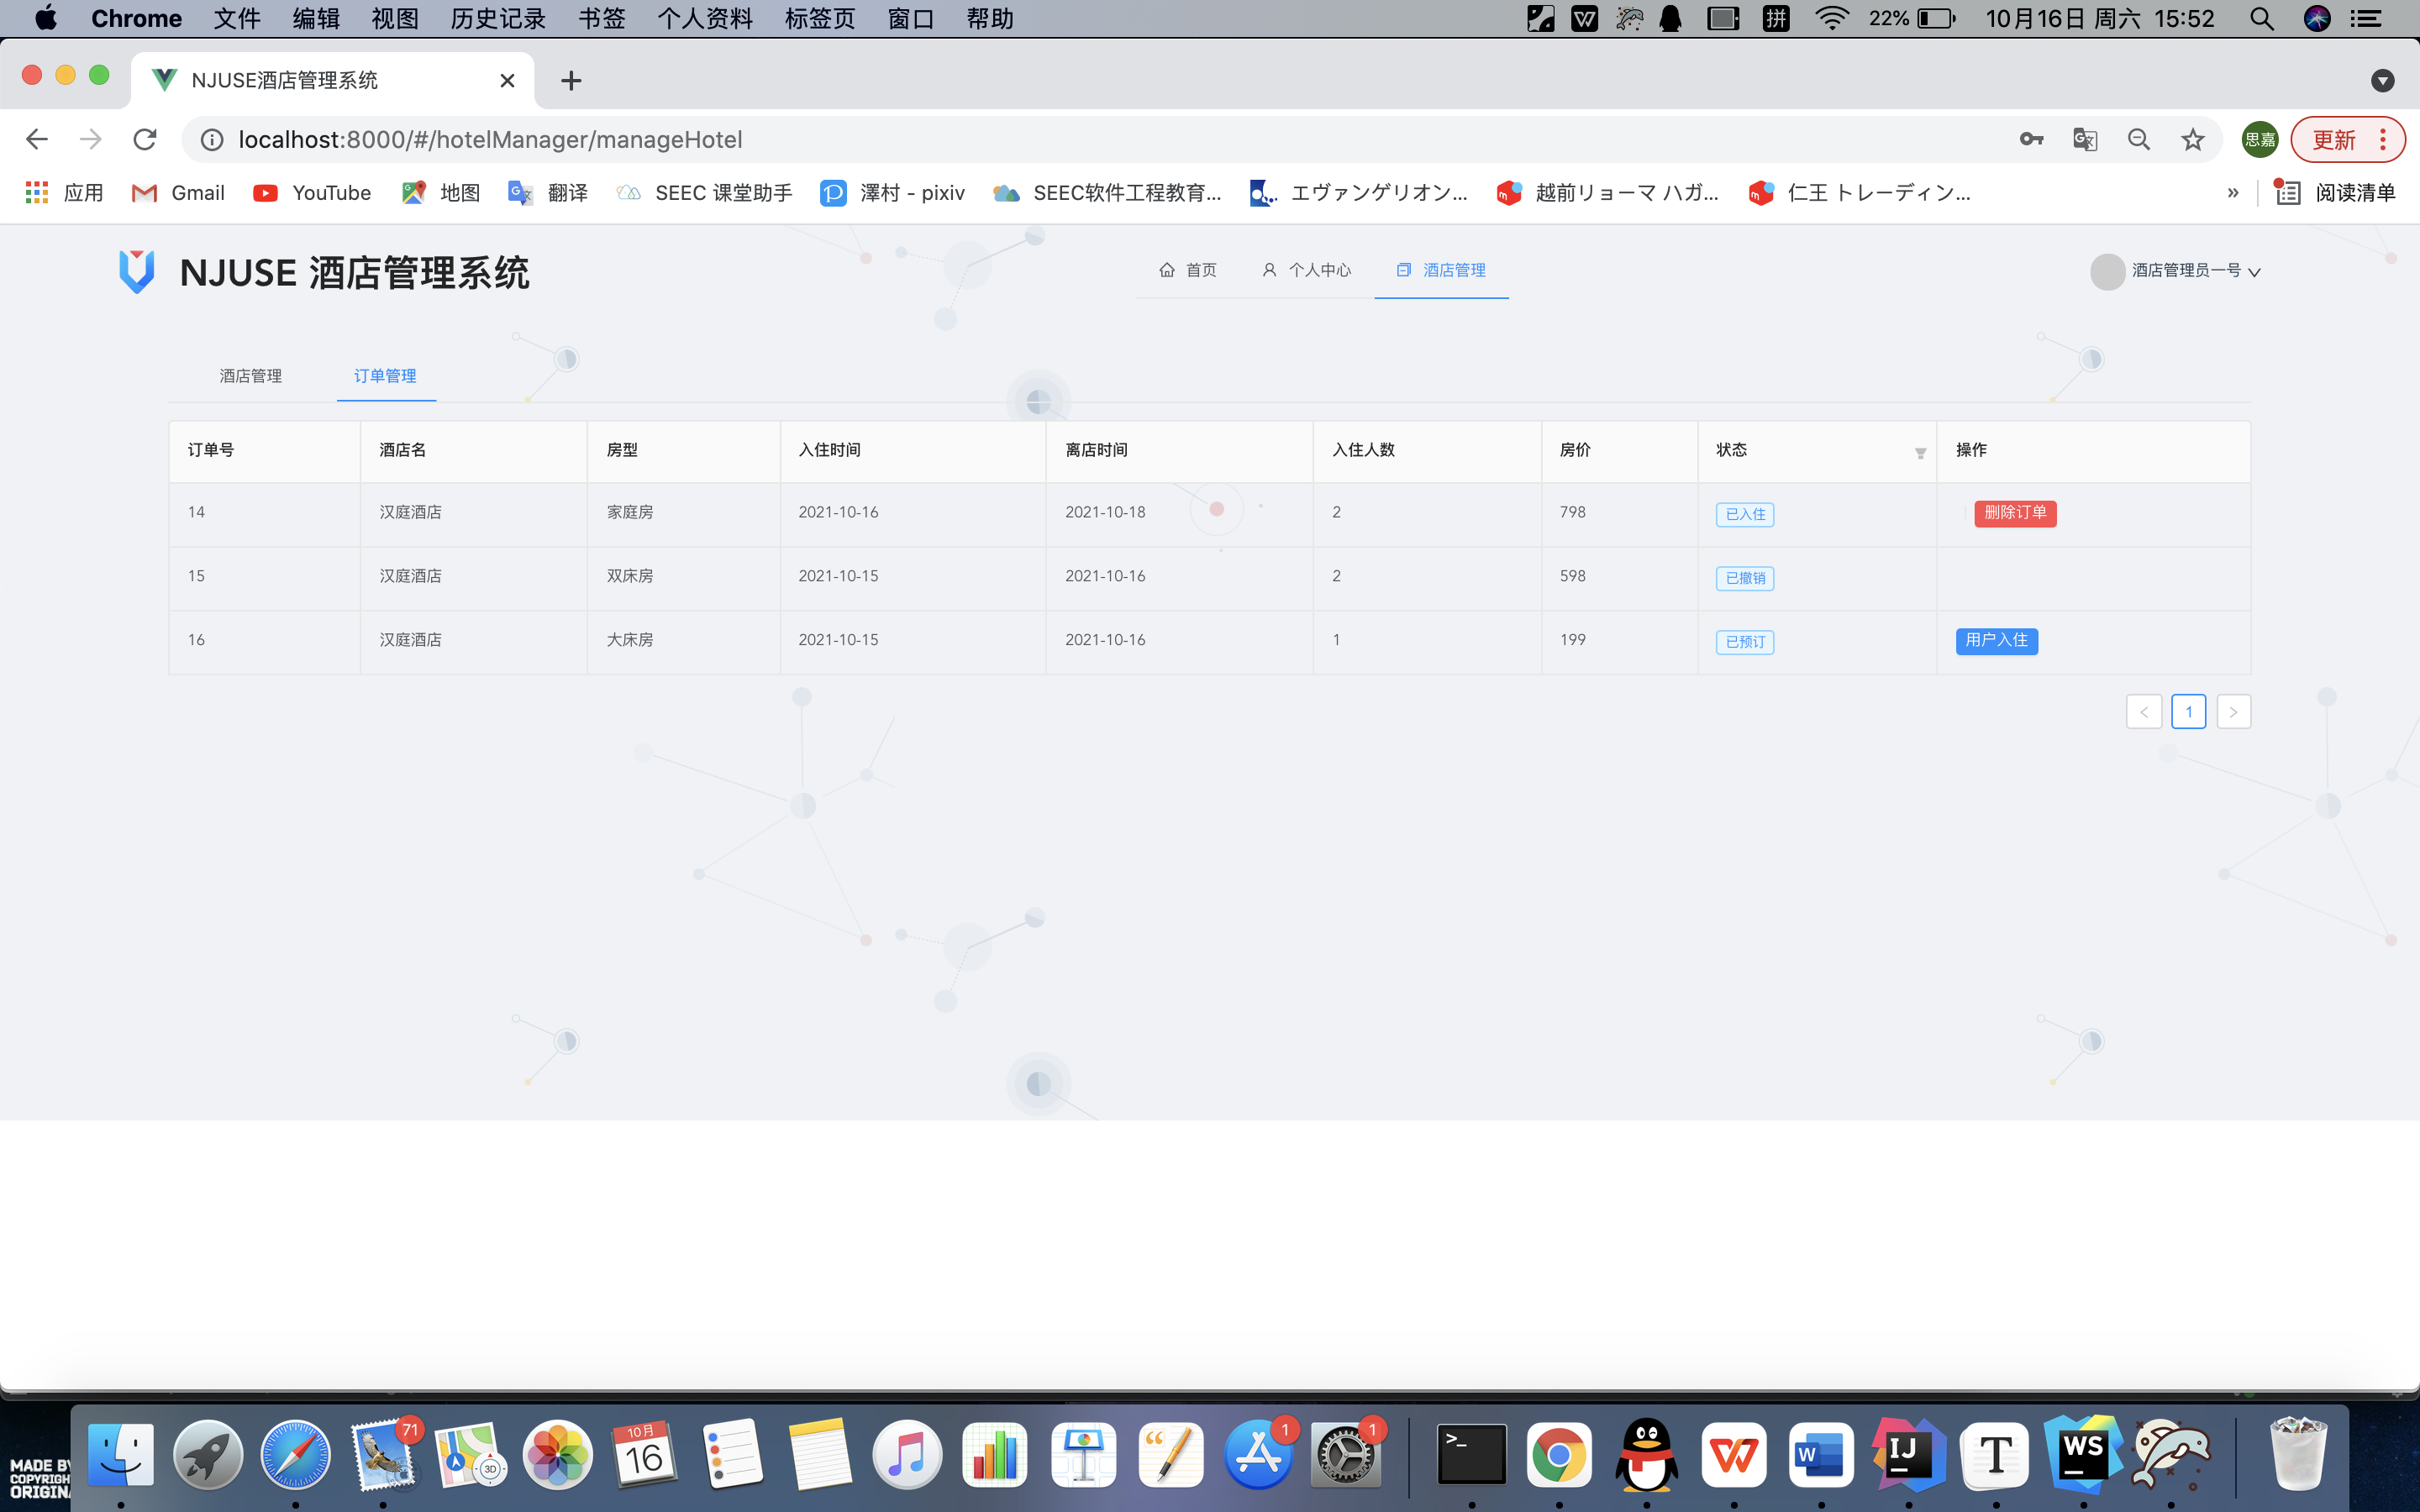 Chrome 文件 编辑 视图 历史记录 书签 个人资料 标签页 窗口 帮助 拼 22% 10月16日 周六 15:52
NJUSE酒店管理系统
localhost:8000/#/hotelManager/manageHotel 思嘉 更新
应用 Gmail YouTube 地图 翻译 SEEC 课堂助手 澤村 - pixiv SEEC软件工程教育... エヴァンゲリオン... 越前リョーマ ハガ... 仁王 トレーディン... » 阅读清单
NJUSE 酒店管理系统 首页 个人中心 酒店管理 酒店管理员一号
酒店管理 订单管理
订单号 酒店名 房型 入住时间 离店时间 入住人数 房价 状态 操作
14 汉庭酒店 家庭房 2021-10-16 2021-10-18 2 798 已入住 删除订单
15 汉庭酒店 双床房 2021-10-15 2021-10-16 2 598 已撤销
16 汉庭酒店 大床房 2021-10-15 2021-10-16 1 199 已预订 用户入住
< 1 >
71 3D 10月 16 1 1 >_ W IJ T WS
MADE BY
COPYRIGH
ORIGINA